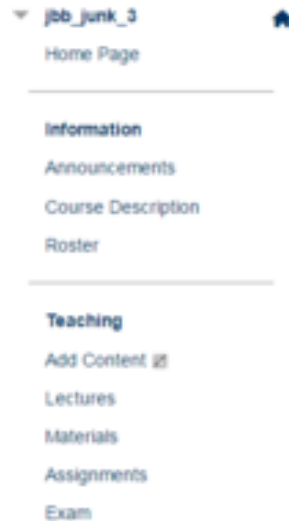 jbb_junk_3
Home Page
Information
Announcements
Course Description
Roster
Teaching
Add Content
Lectures
Materials
Assignments
Exam